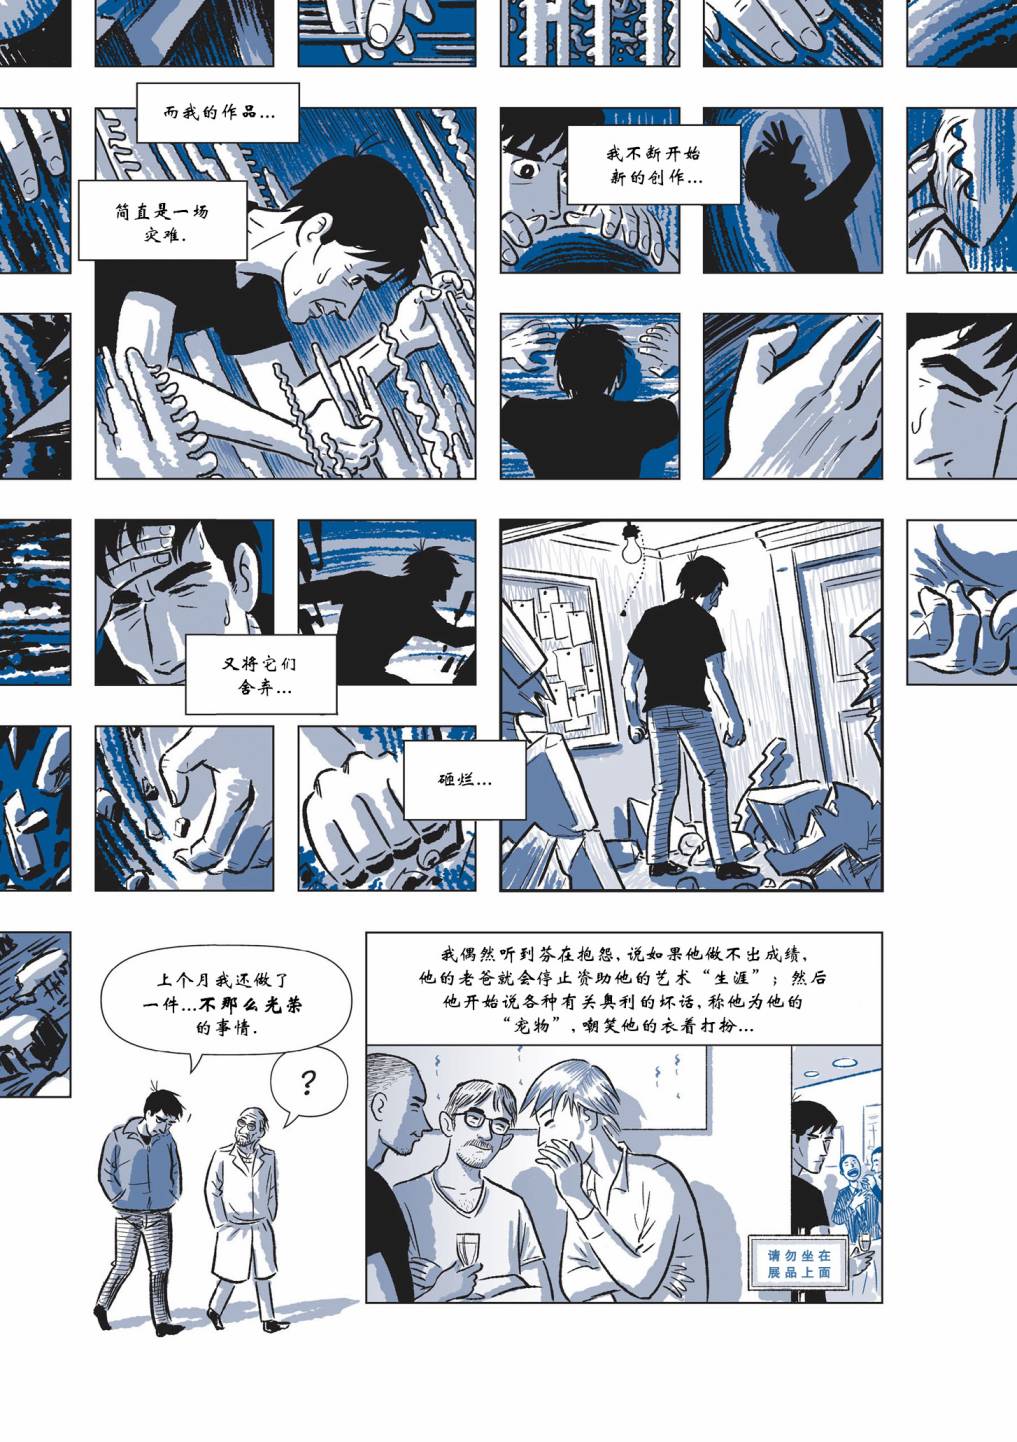 而我的作品...
简直是一场
灾难.
我不断开始
新的创作...
又将它们
舍弃...
砸烂...
上个月我还做了
一件...不那么光荣
的事情.
?
我偶然听到芬在抱怨,说如果他做不出成绩,
他的老爸就会停止资助他的艺术“生涯”;然后
他开始说各种有关奥利的坏话,称他为他的
“宠物”,嘲笑他的衣着打扮...
请勿坐在
展品上面